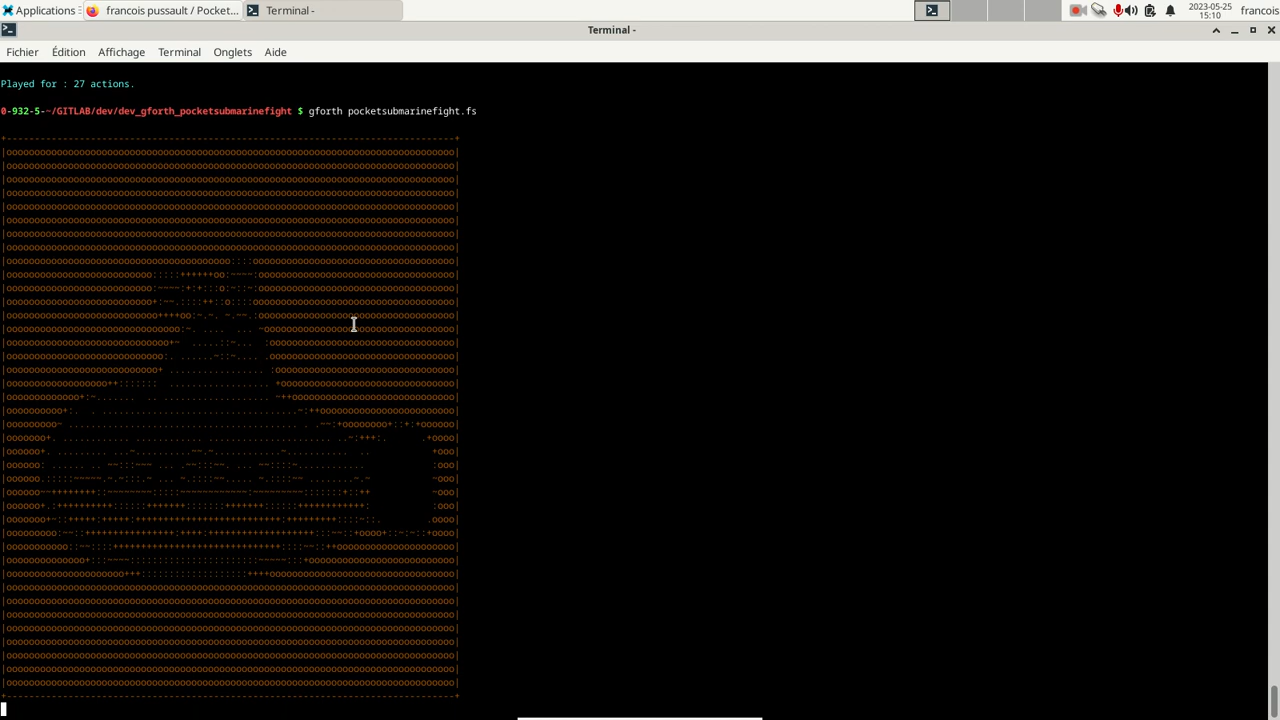 Applications
francois pussault / Pocket...
Terminal -
2023-05-25
15:10
francois
Terminal -
Fichier Édition Affichage Terminal Onglets Aide
Played for : 27 actions.
0-932-5-~/GITLAB/dev/dev_gforth_pocketsubmarinefight $ gforth pocketsubmarinefight.fs